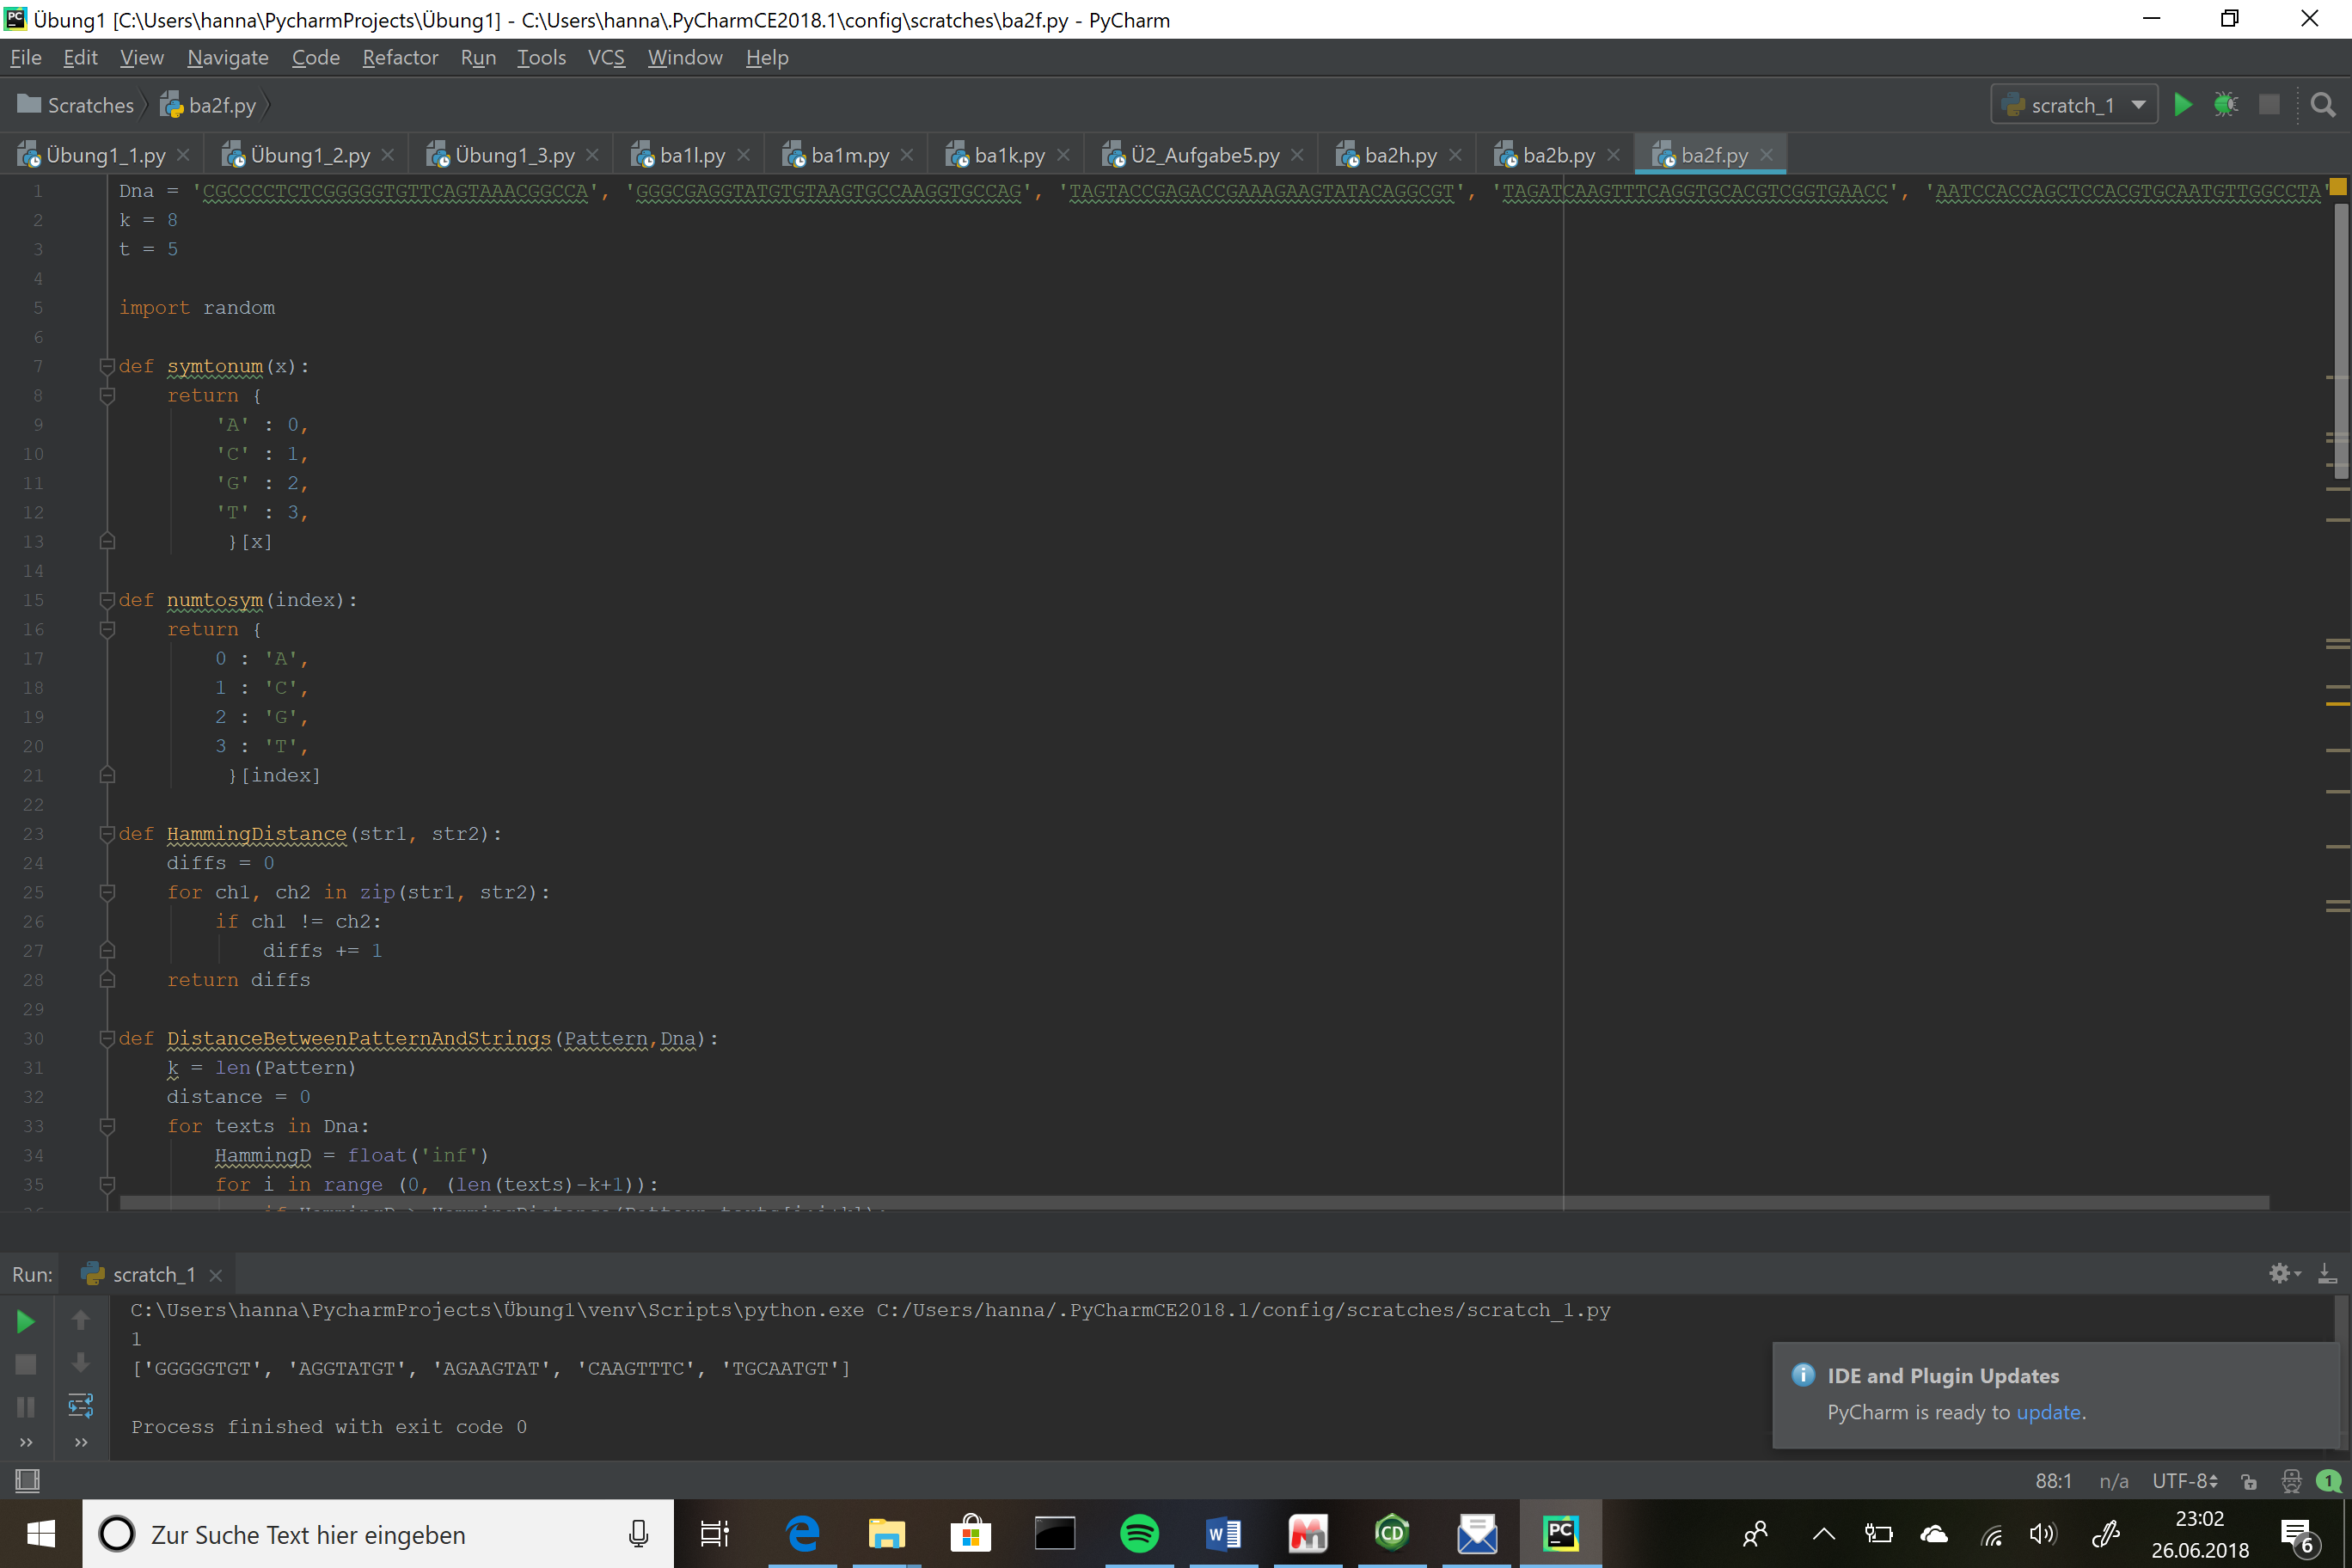 Übung1 [C:\Users\hanna\PycharmProjects\Übung1] - C:\Users\hanna\.PyCharmCE2018.1\config\scratches\ba2f.py - PyCharm
File Edit View Navigate Code Refactor Run Tools VCS Window Help
Scratches ba2f.py scratch_1
Übung1_1.py Übung1_2.py Übung1_3.py ba1l.py ba1m.py ba1k.py Ü2_Aufgabe5.py ba2h.py ba2b.py ba2f.py
1 Dna = 'CGCCCCTCTCGGGGGTGTTCAGTAAACGGCCA', 'GGGCGAGGTATGTGTAAGTGCCAAGGTGCCAG', 'TAGTACCGAGACCGAAAGAAGTATACAGGCGT', 'TAGATCAAGTTTCAGGTGCACGTCGGTGAACC', 'AATCCACCAGCTCCACGTGCAATGTTGGCCTA'
2 k = 8
3 t = 5
4
5 import random
6
7 def symtonum(x):
8 return {
9 'A' : 0,
10 'C' : 1,
11 'G' : 2,
12 'T' : 3,
13 }[x]
14
15 def numtosym(index):
16 return {
17 0 : 'A',
18 1 : 'C',
19 2 : 'G',
20 3 : 'T',
21 }[index]
22
23 def HammingDistance(str1, str2):
24 diffs = 0
25 for ch1, ch2 in zip(str1, str2):
26 if ch1 != ch2:
27 diffs += 1
28 return diffs
29
30 def DistanceBetweenPatternAndStrings(Pattern,Dna):
31 k = len(Pattern)
32 distance = 0
33 for texts in Dna:
34 HammingD = float('inf')
35 for i in range (0, (len(texts)-k+1)):
Run: scratch_1
C:\Users\hanna\PycharmProjects\Übung1\venv\Scripts\python.exe C:/Users/hanna/.PyCharmCE2018.1/config/scratches/scratch_1.py
1
['GGGGGTGT', 'AGGTATGT', 'AGAAGTAT', 'CAAGTTTC', 'TGCAATGT']
Process finished with exit code 0
IDE and Plugin Updates
PyCharm is ready to update.
88:1 n/a UTF-8 1
Zur Suche Text hier eingeben
23:02
26.06.2018
6